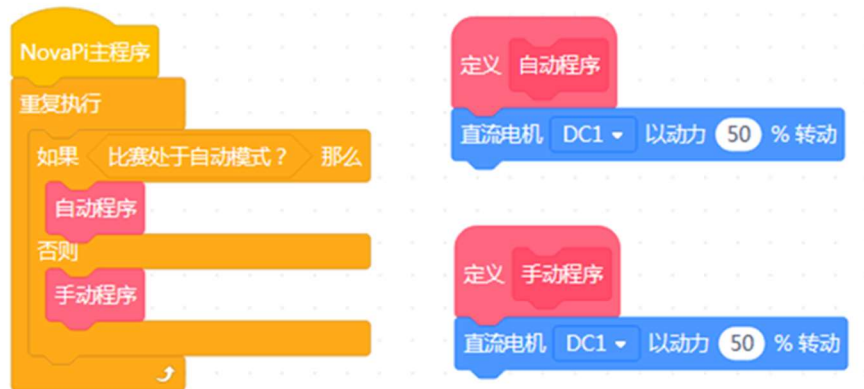 NovaPi主程序
重复执行
如果 比赛处于自动模式？ 那么
自动程序
否则
手动程序
定义 自动程序
直流电机 DC1 以动力 50 % 转动
定义 手动程序
直流电机 DC1 以动力 50 % 转动